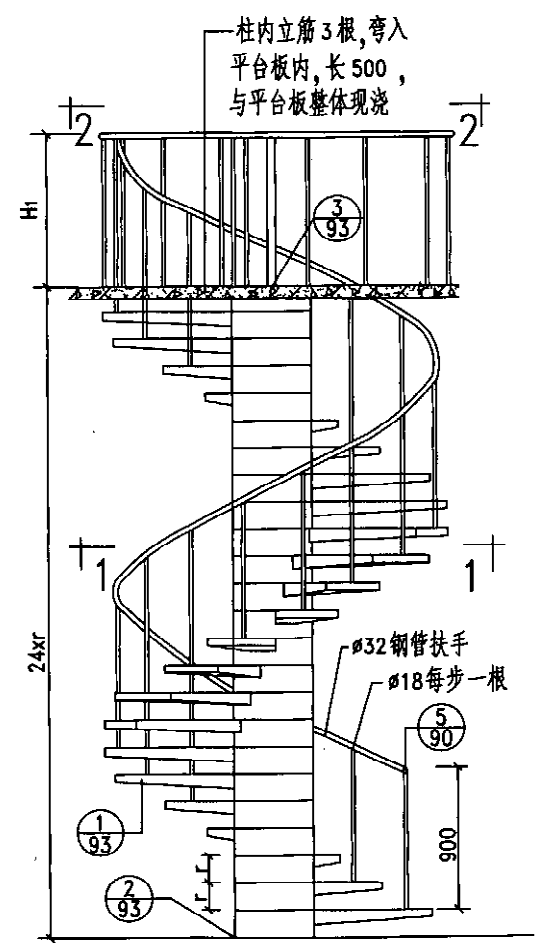 柱内立筋3根,弯入
平台板内,长500,
与平台板整体现浇
2
2
H1
3
93
1
1
24xr
ø32钢管扶手
ø18每步一根
5
90
1
93
900
r
r
2
93